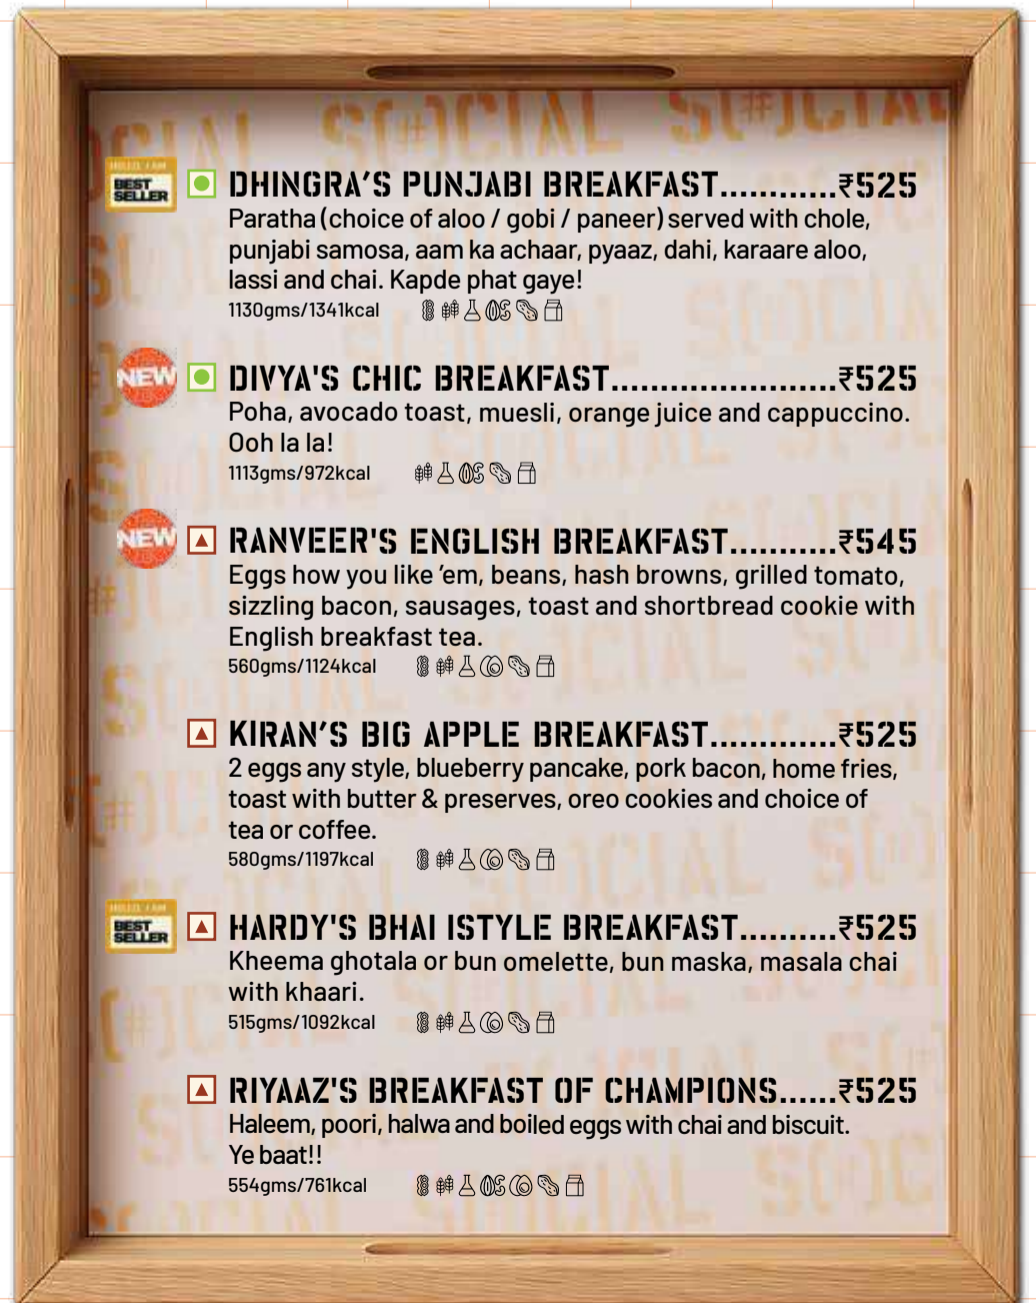 HELLO I AM
BEST
SELLER
DHINGRA’S PUNJABI BREAKFAST............₹525
Paratha (choice of aloo / gobi / paneer) served with chole,
punjabi samosa, aam ka achaar, pyaaz, dahi, karaare aloo,
lassi and chai. Kapde phat gaye!
1130gms/1341kcal
NEW
DIVYA'S CHIC BREAKFAST.......................₹525
Poha, avocado toast, muesli, orange juice and cappuccino.
Ooh la la!
1113gms/972kcal
NEW
RANVEER'S ENGLISH BREAKFAST...........₹545
Eggs how you like ’em, beans, hash browns, grilled tomato,
sizzling bacon, sausages, toast and shortbread cookie with
English breakfast tea.
560gms/1124kcal
KIRAN’S BIG APPLE BREAKFAST.............₹525
2 eggs any style, blueberry pancake, pork bacon, home fries,
toast with butter & preserves, oreo cookies and choice of
tea or coffee.
580gms/1197kcal
HELLO I AM
BEST
SELLER
HARDY'S BHAI ISTYLE BREAKFAST..........₹525
Kheema ghotala or bun omelette, bun maska, masala chai
with khaari.
515gms/1092kcal
RIYAAZ'S BREAKFAST OF CHAMPIONS......₹525
Haleem, poori, halwa and boiled eggs with chai and biscuit.
Ye baat!!
554gms/761kcal